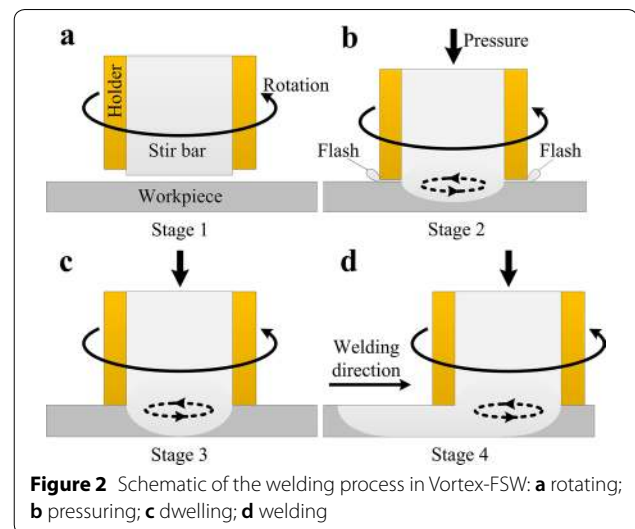 a
Holder
Rotation
Stir bar
Workpiece
Stage 1
b
Pressure
Flash
Flash
Stage 2
c
Stage 3
d
Welding
direction
Stage 4
Figure 2 Schematic of the welding process in Vortex-FSW: a rotating;
b pressuring; c dwelling; d welding